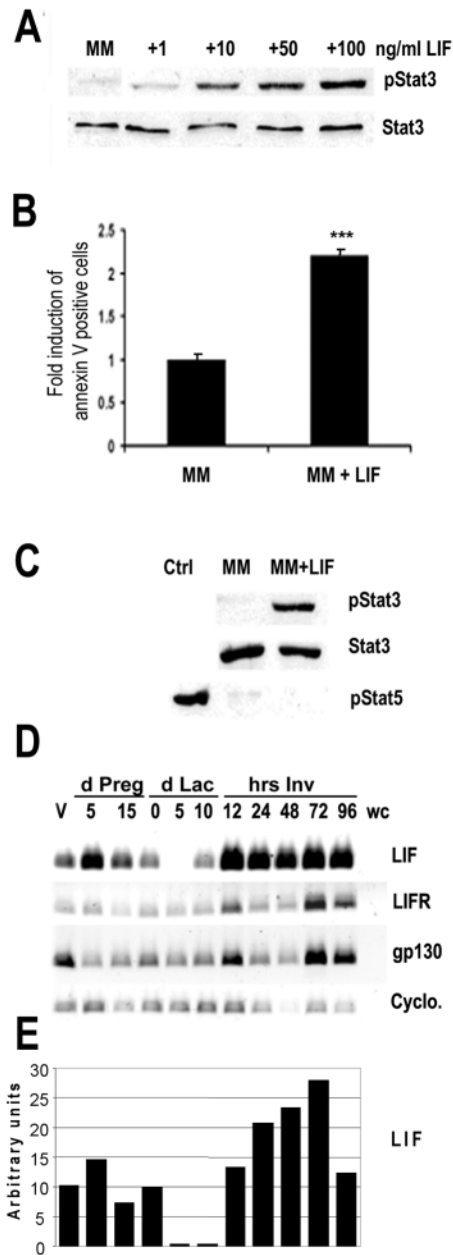 A
MM +1 +10 +50 +100 ng/ml LIF
pStat3
Stat3
B
Fold induction of
annexin V positive cells
2.5
2
1.5
1
0.5
0
***
MM MM + LIF
C
Ctrl MM MM+LIF
pStat3
Stat3
pStat5
D
d Preg d Lac hrs Inv
V 5 15 0 5 10 12 24 48 72 96 wc
LIF
LIFR
gp130
Cyclo.
E
Arbitrary units
30
25
20
15
10
5
0
LIF